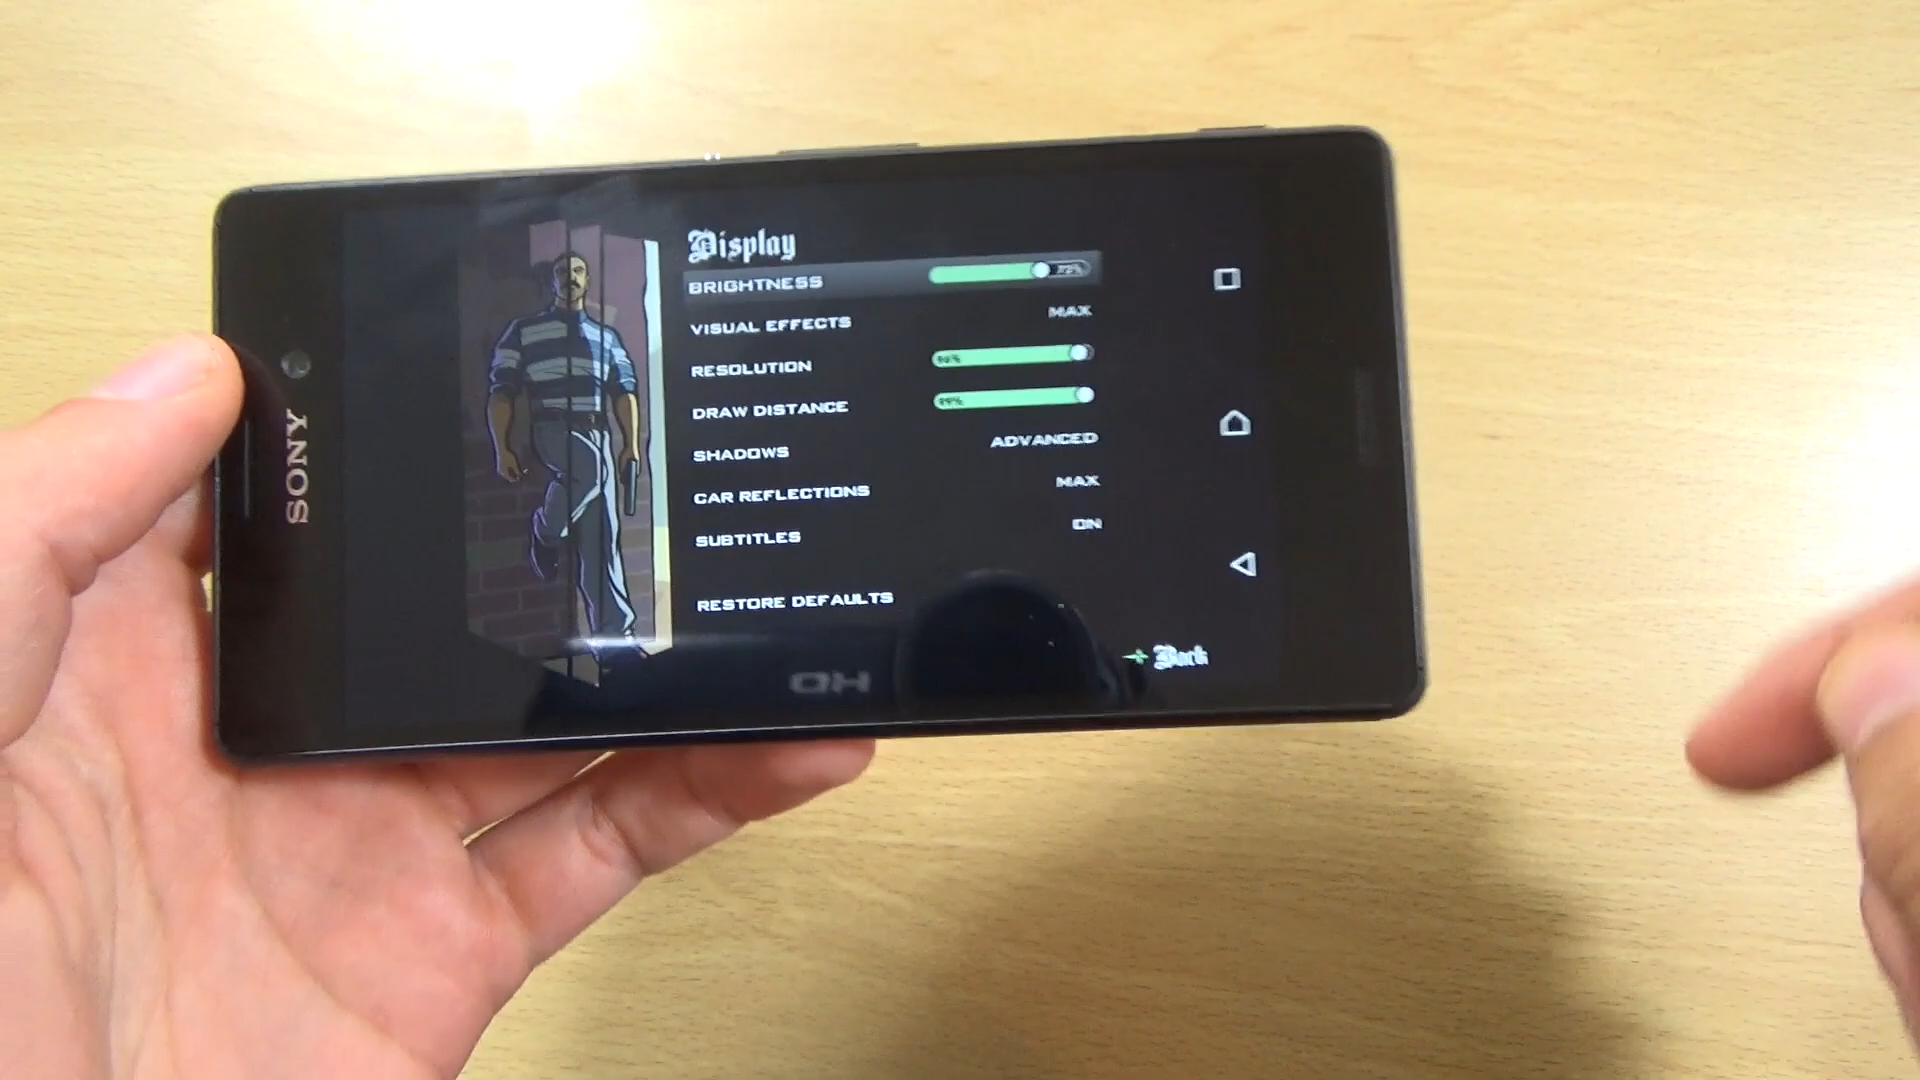 SONY
Display
BRIGHTNESS
VISUAL EFFECTS MAX
RESOLUTION
DRAW DISTANCE 99%
SHADOWS ADVANCED
CAR REFLECTIONS MAX
SUBTITLES ON
RESTORE DEFAULTS
Back